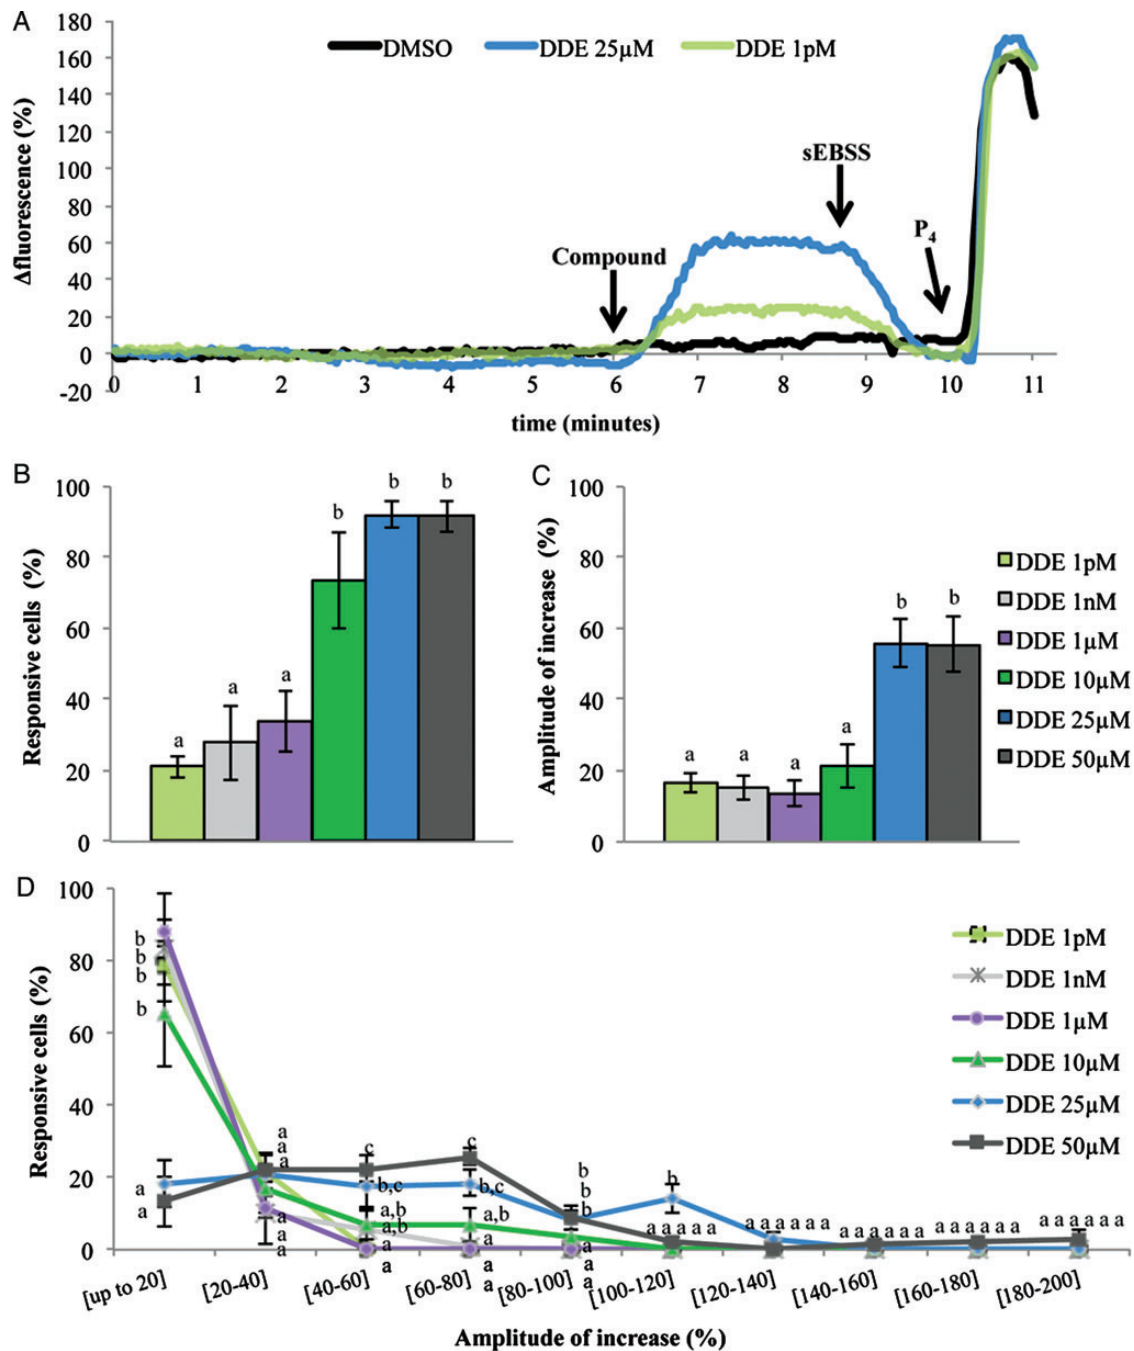 A
DMSO DDE 25μM DDE 1pM
Δfluorescence (%)
180
160
140
120
100
80
60
40
20
0
-20
Compound
sEBSS
P4
0 1 2 3 4 5 6 7 8 9 10 11
time (minutes)
B
Responsive cells (%)
100
80
60
40
20
0
a a a b b b
C
Amplitude of increase (%)
100
80
60
40
20
0
a a a a b b
DDE 1pM
DDE 1nM
DDE 1μM
DDE 10μM
DDE 25μM
DDE 50μM
D
Responsive cells (%)
100
80
60
40
20
0
b
b
b
b
a
a
a
a
a
a
a
a
c
b,c
a,b
a,b
a
a
c
b,c
a,b
a
a
a
b
b
b
a
a
a
b
a a a a a
a a a a a a
a a a a a a
a a a a a a
a a a a a a
DDE 1pM
DDE 1nM
DDE 1μM
DDE 10μM
DDE 25μM
DDE 50μM
[up to 20] [20-40] [40-60] [60-80] [80-100] [100-120] [120-140] [140-160] [160-180] [180-200]
Amplitude of increase (%)